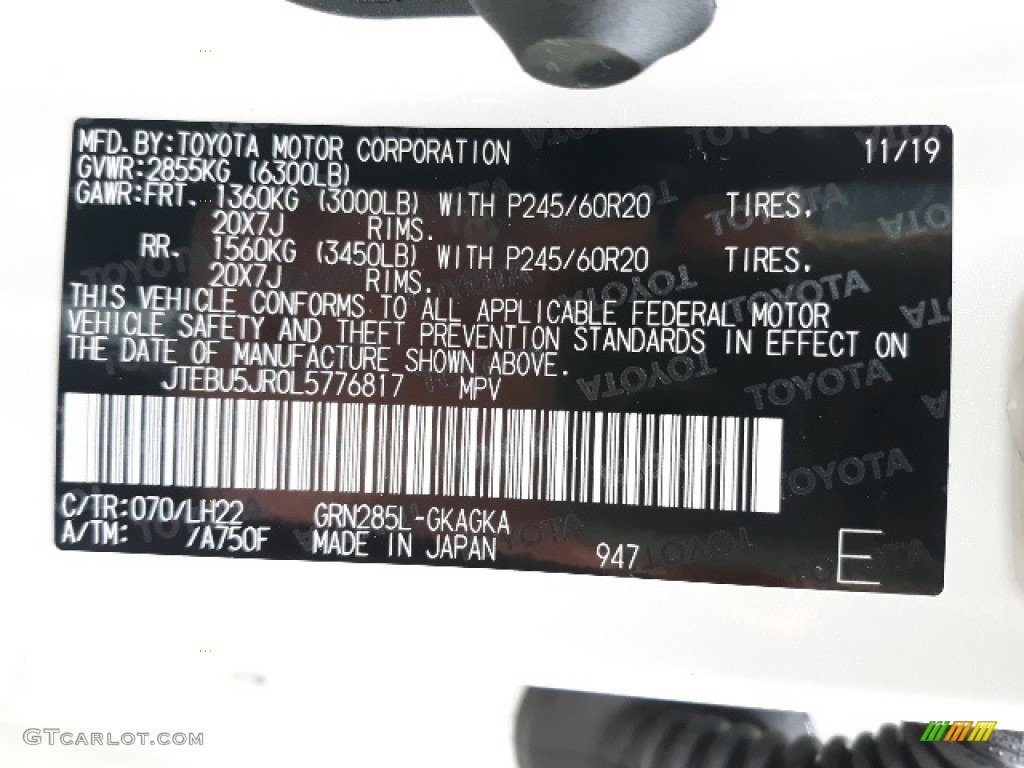 MFD.BY:TOYOTA MOTOR CORPORATION 11/19
GVWR:2855KG (6300LB)
GAWR:FRT. 1360KG (3000LB) WITH P245/60R20 TIRES.
20X7J RIMS.
RR. 1560KG (3450LB) WITH P245/60R20 TIRES.
20X7J RIMS.
THIS VEHICLE CONFORMS TO ALL APPLICABLE FEDERAL MOTOR
VEHICLE SAFETY AND THEFT PREVENTION STANDARDS IN EFFECT ON
THE DATE OF MANUFACTURE SHOWN ABOVE.
JTEBU5JR0L5776817 MPV
C/TR:070/LH22 GRN285L-GKAGKA
A/TM: /A750F MADE IN JAPAN 947 E
GTCARLOT.COM